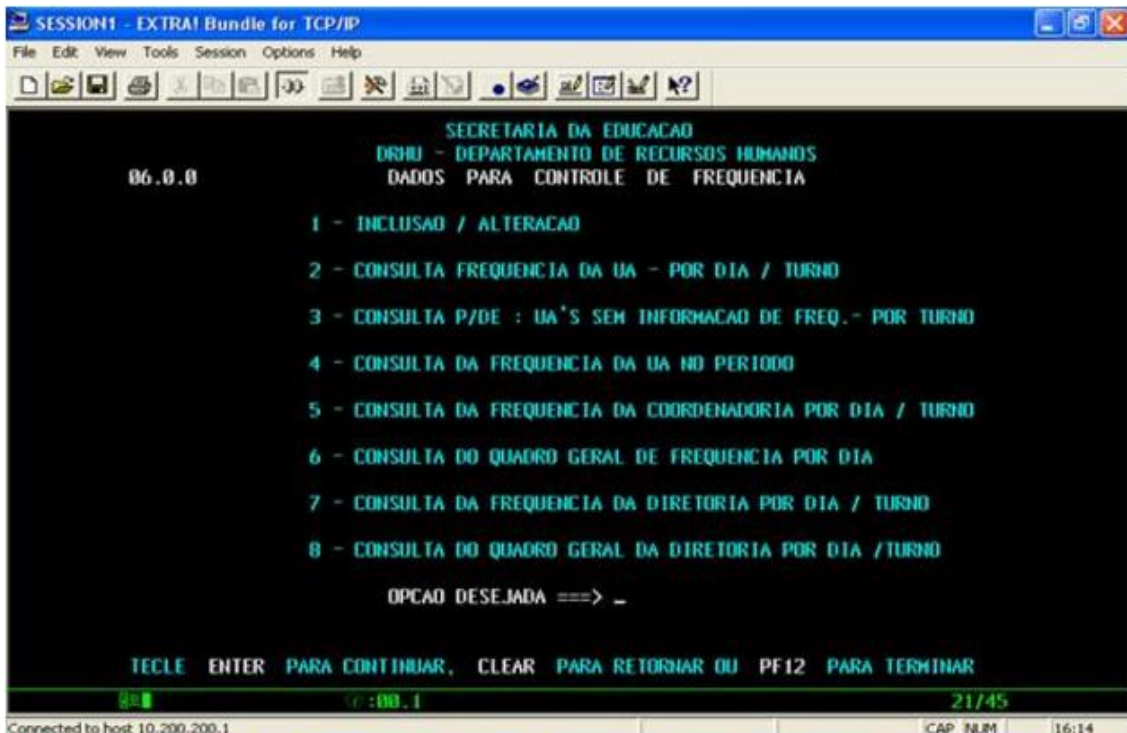 SESSION1 - EXTRA! Bundle for TCP/IP
File Edit View Tools Session Options Help
SECRETARIA DA EDUCACAO
DRHU - DEPARTAMENTO DE RECURSOS HUMANOS
06.0.0 DADOS PARA CONTROLE DE FREQUENCIA
1 - INCLUSAO / ALTERACAO
2 - CONSULTA FREQUENCIA DA UA - POR DIA / TURNO
3 - CONSULTA P/DE : UA'S SEM INFORMACAO DE FREQ.- POR TURNO
4 - CONSULTA DA FREQUENCIA DA UA NO PERIODO
5 - CONSULTA DA FREQUENCIA DA COORDENADORIA POR DIA / TURNO
6 - CONSULTA DO QUADRO GERAL DE FREQUENCIA POR DIA
7 - CONSULTA DA FREQUENCIA DA DIRETORIA POR DIA / TURNO
8 - CONSULTA DO QUADRO GERAL DA DIRETORIA POR DIA /TURNO
OPCAO DESEJADA ===> _
TECLE ENTER PARA CONTINUAR, CLEAR PARA RETORNAR OU PF12 PARA TERMINAR
:00.1 21/45
Connected to host 10.200.200.1 CAP NUM 16:14